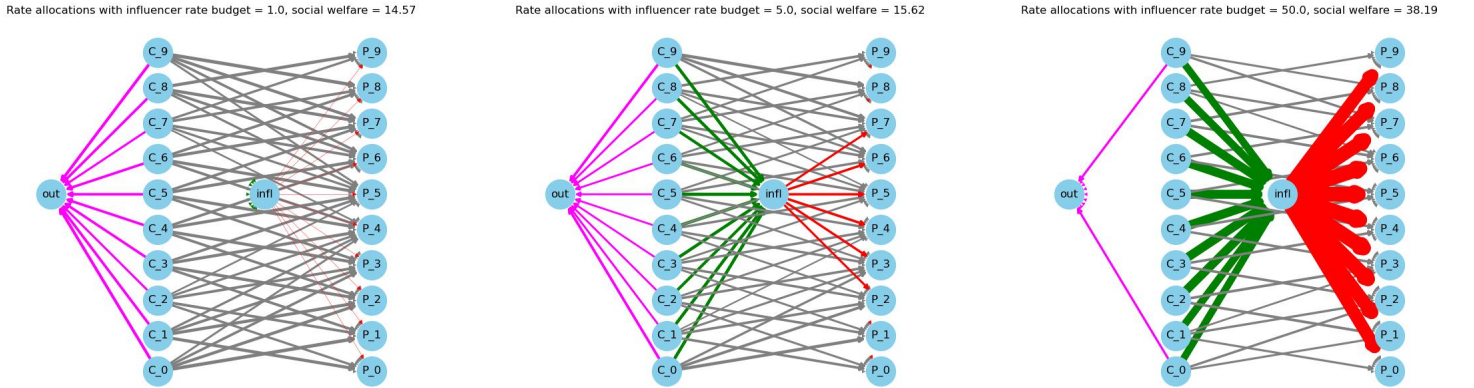 Rate allocations with influencer rate budget = 1.0, social welfare = 14.57
C_9
P_9
C_8
P_8
C_7
P_7
C_6
P_6
out
C_5
infl
P_5
C_4
P_4
C_3
P_3
C_2
P_2
C_1
P_1
C_0
P_0
Rate allocations with influencer rate budget = 5.0, social welfare = 15.62
C_9
P_9
C_8
P_8
C_7
P_7
C_6
P_6
out
C_5
infl
P_5
C_4
P_4
C_3
P_3
C_2
P_2
C_1
P_1
C_0
P_0
Rate allocations with influencer rate budget = 50.0, social welfare = 38.19
C_9
P_9
C_8
P_8
C_7
P_7
C_6
P_6
out
C_5
infl
P_5
C_4
P_4
C_3
P_3
C_2
P_2
C_1
P_1
C_0
P_0